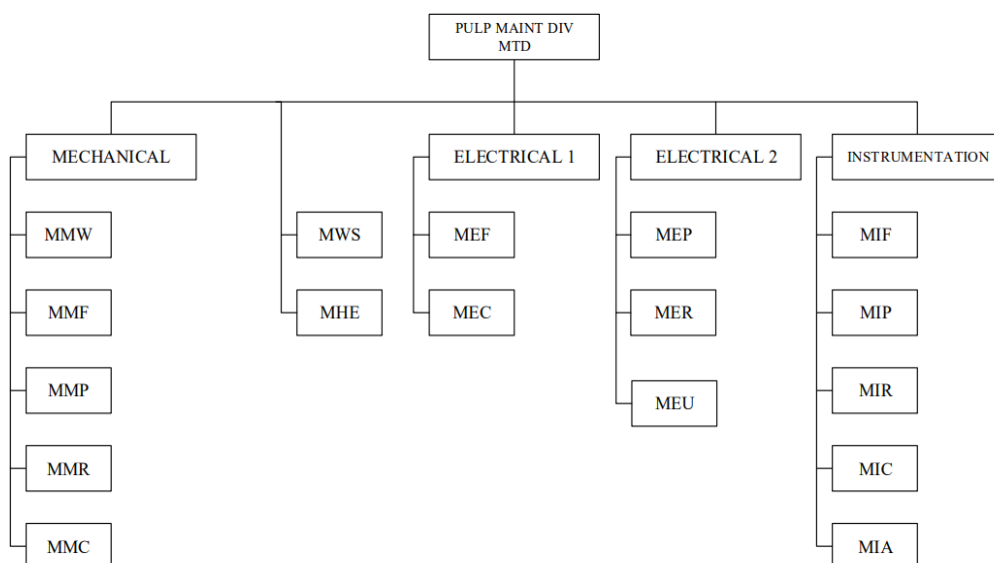 PULP MAINT DIV
MTD
MECHANICAL
ELECTRICAL 1
ELECTRICAL 2
INSTRUMENTATION
MMW
MWS
MEF
MEP
MIF
MMF
MHE
MEC
MER
MIP
MMP
MEU
MIR
MMR
MIC
MMC
MIA